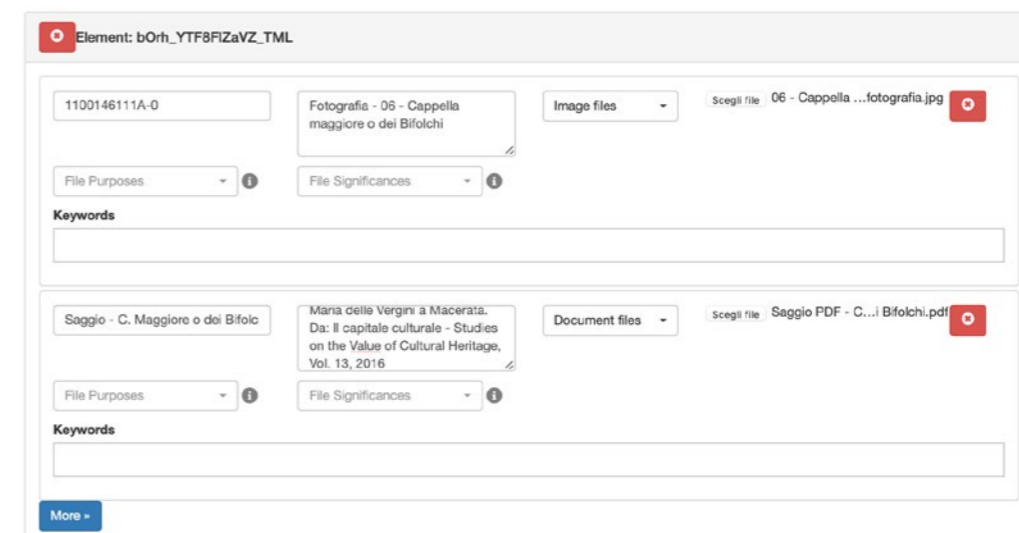 Element: bOrh_YTF8FIZaVZ_TML
1100146111A-0
Fotografia - 06 - Cappella
maggiore o dei Bifolchi
Image files
Scegli file 06 - Cappella ...fotografia.jpg
File Purposes
File Significances
Keywords
Saggio - C. Maggiore o dei Bifolc
Maria delle Vergini a Macerata.
Da: Il capitale culturale - Studies
on the Value of Cultural Heritage,
Vol. 13, 2016
Document files
Scegli file Saggio PDF - C...i Bifolchi.pdf
File Purposes
File Significances
Keywords
More »